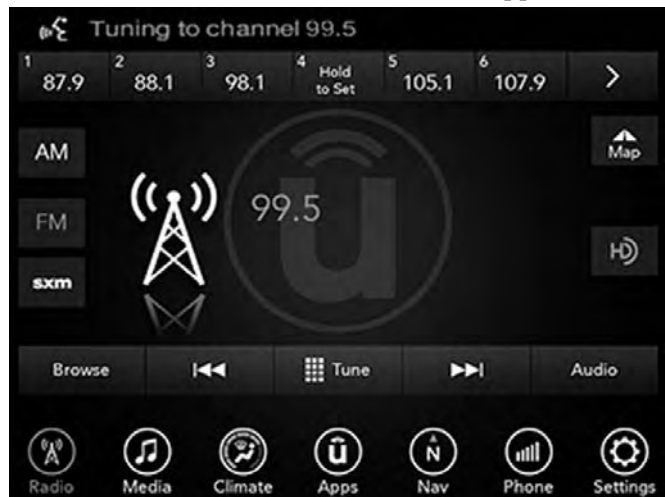 Tuning to channel 99.5
1 87.9 2 88.1 3 98.1 4 Hold to Set 5 105.1 6 107.9 >
AM
Map
99.5
FM
HD
sxm
Browse Tune Audio
Radio Media Climate Apps Nav Phone Settings